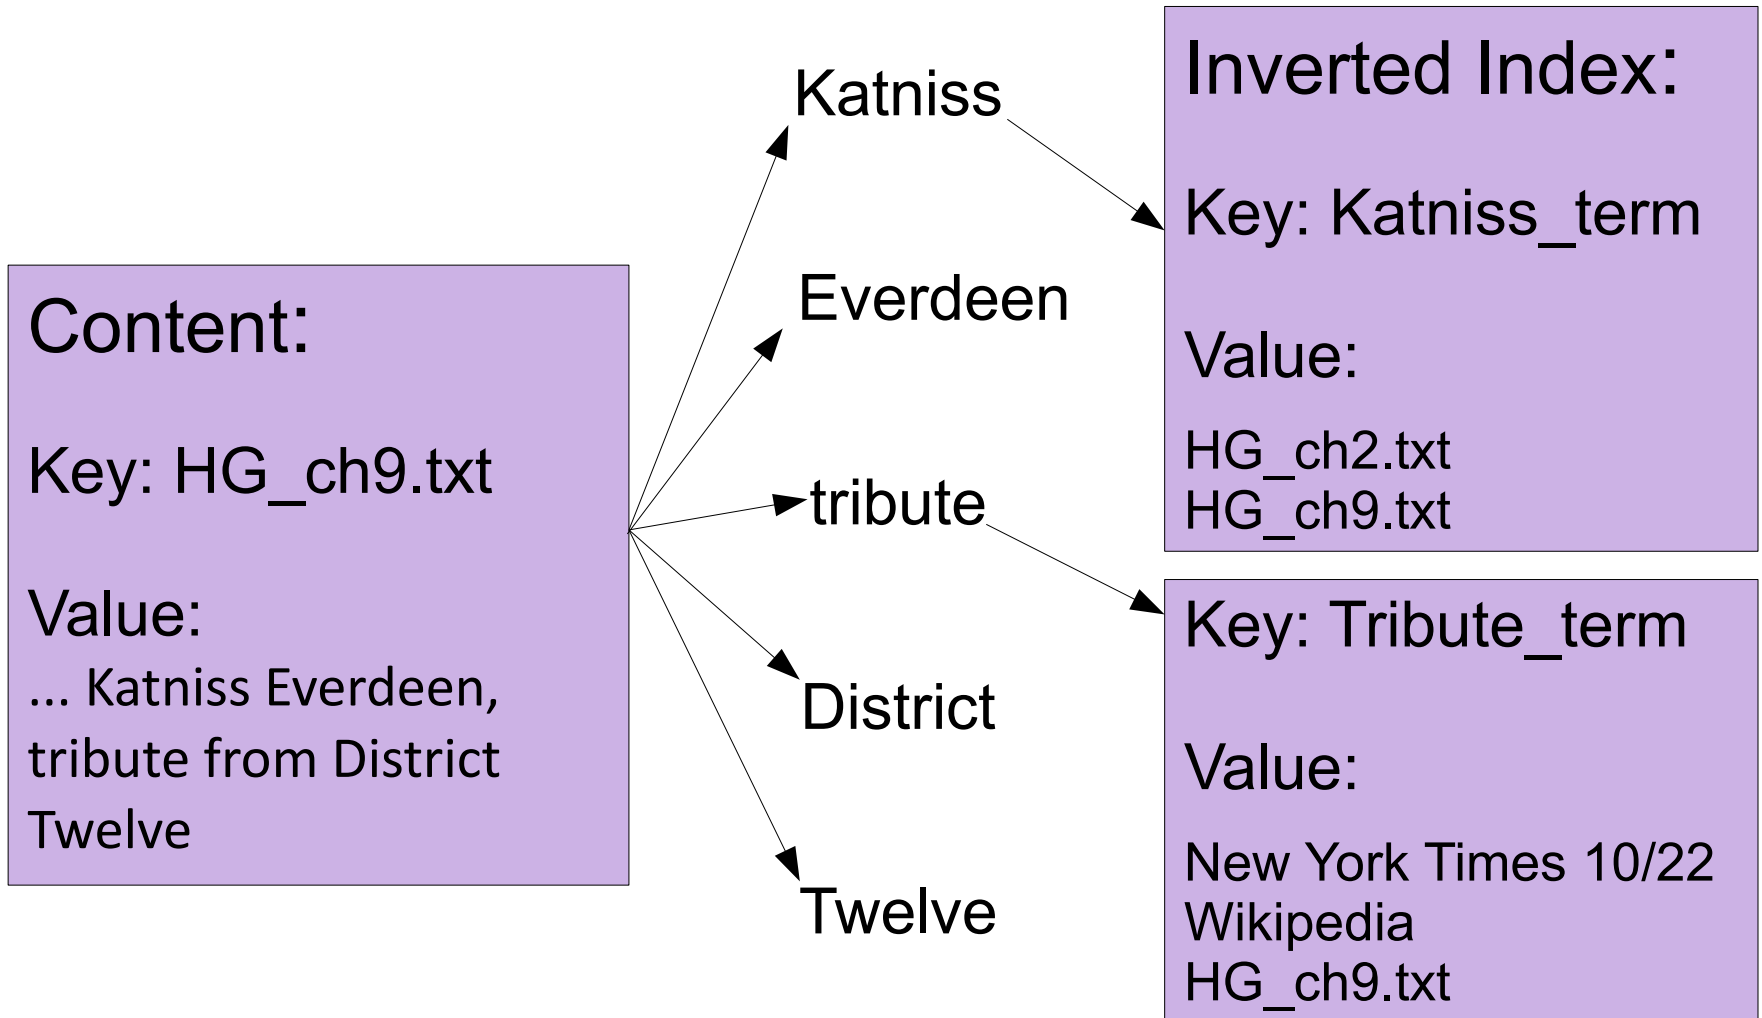 Content:
Key: HG_ch9.txt
Value:
... Katniss Everdeen,
tribute from District
Twelve
Katniss
Everdeen
tribute
District
Twelve
Inverted Index:
Key: Katniss_term
Value:
HG_ch2.txt
HG_ch9.txt
Key: Tribute_term
Value:
New York Times 10/22
Wikipedia
HG_ch9.txt